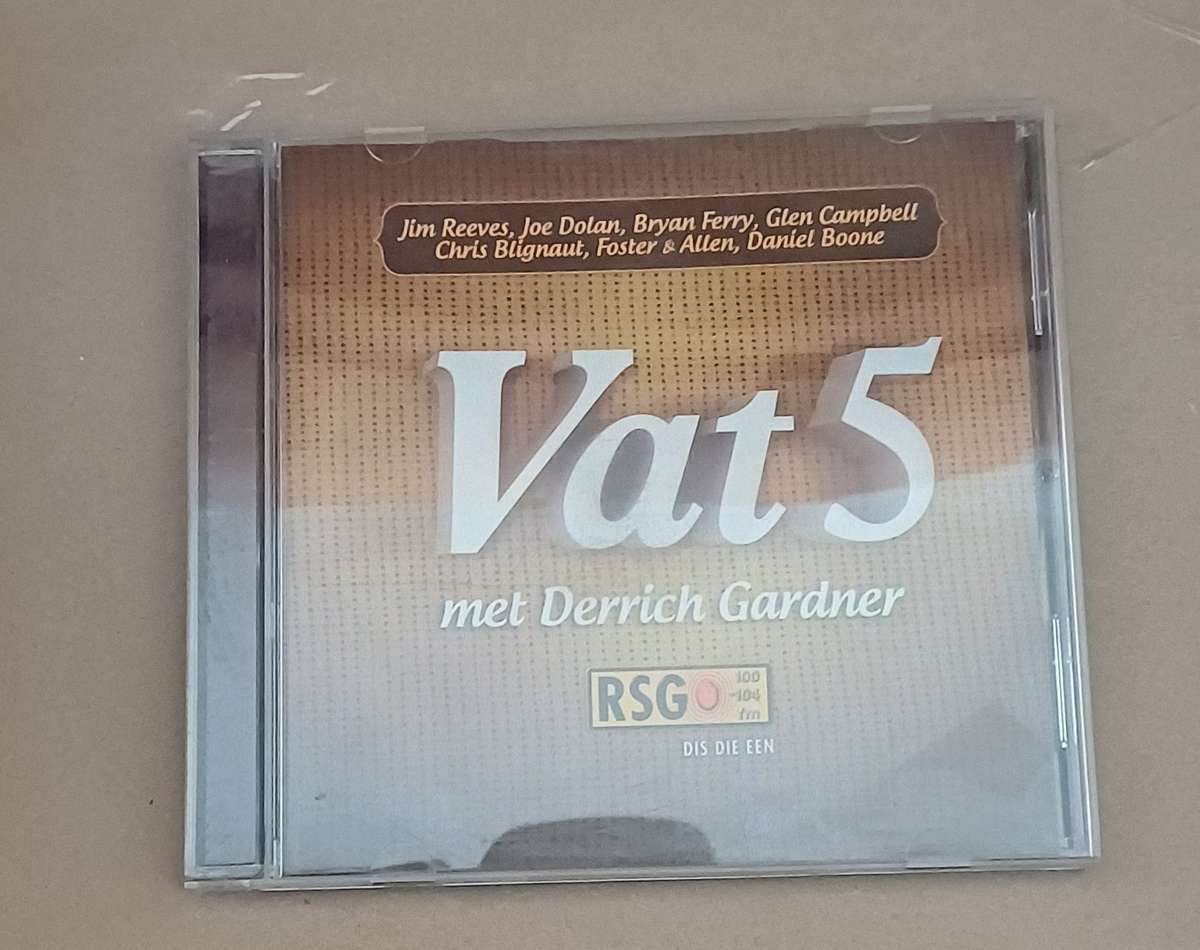 Jim Reeves, Joe Dolan, Bryan Ferry, Glen Campbell
Chris Blignaut, Foster & Allen, Daniel Boone
Vat 5
met Derrich Gardner
RSG 100
-104
fm
DIS DIE EEN